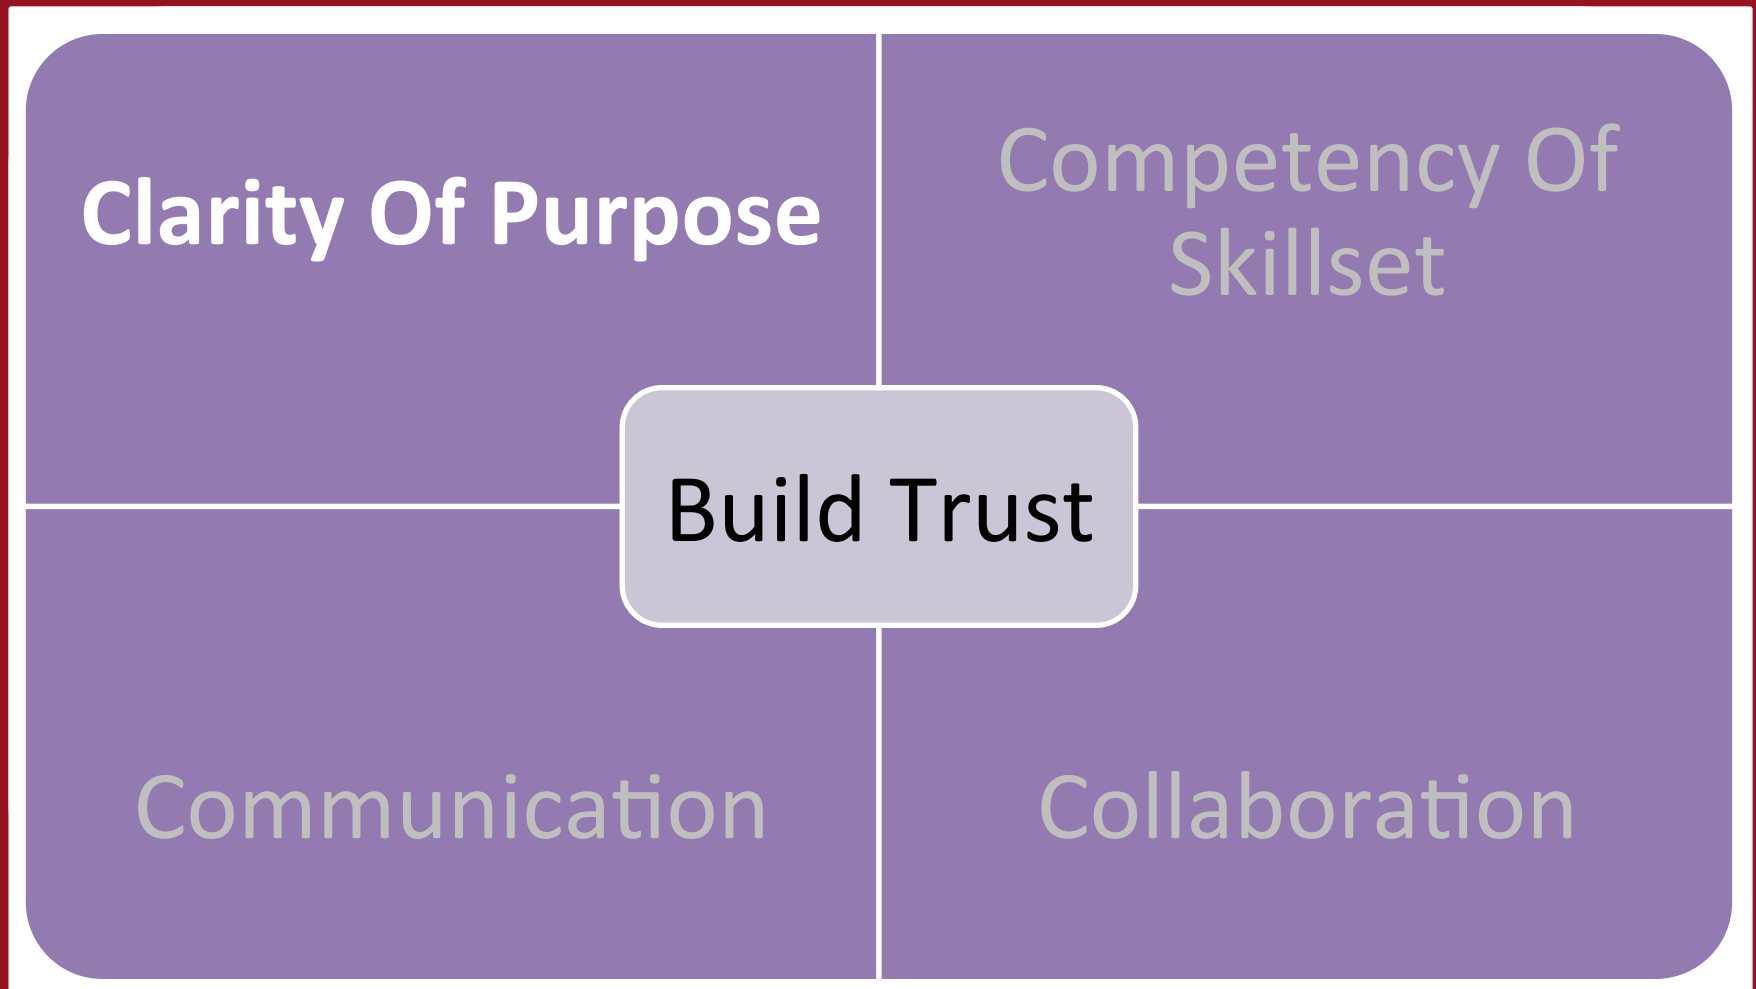 Clarity Of Purpose
Competency Of
Skillset
Build Trust
Communication
Collaboration